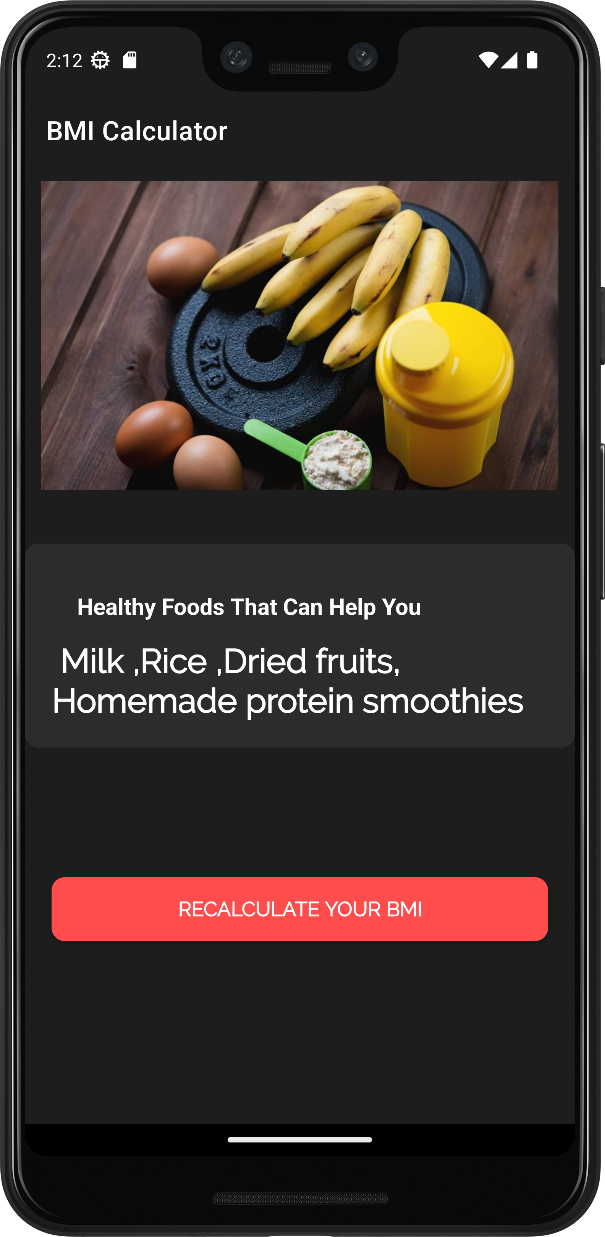 2:12
BMI Calculator
2KG
Healthy Foods That Can Help You
Milk ,Rice ,Dried fruits,
Homemade protein smoothies
RECALCULATE YOUR BMI